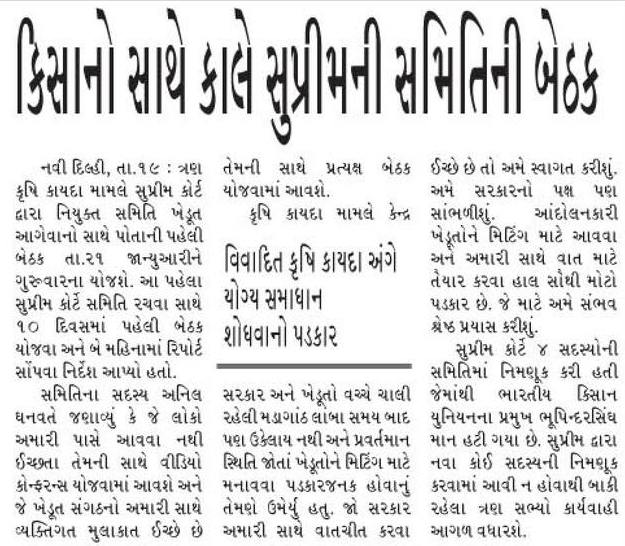 કિસાનો સાથે કાલે સુપ્રીમની સમિતિની બેઠક
નવી દિલ્હી, તા.૧૯ : ત્રણ
કૃષિ કાયદા મામલે સુપ્રીમ કોર્ટ
દ્વારા નિયુક્ત સમિતિ ખેડૂત
આગેવાનો સાથે પોતાની પહેલી
બેઠક તા.૨૧ જાન્યુઆરીને
ગુરૂવારના યોજશે. આ પહેલા
સુપ્રીમ કોર્ટે સમિતિ રચવા સાથે
૧૦ દિવસમાં પહેલી બેઠક
યોજવા અને બે મહિનામાં રિપોર્ટ
સોંપવા નિર્દેશ આપ્યો હતો.
સમિતિના સદસ્ય અનિલ
ઘનવતે જણાવ્યું કે જે લોકો
અમારી પાસે આવવા નથી
ઈચ્છતા તેમની સાથે વીડિયો
કોન્ફરન્સ યોજવામાં આવશે અને
જે ખેડૂત સંગઠનો અમારી સાથે
વ્યક્તિગત મુલાકાત ઈચ્છે છે
તેમની સાથે પ્રત્યક્ષ બેઠક
યોજવામાં આવશે.
કૃષિ કાયદા મામલે કેન્દ્ર
વિવાદિત કૃષિ કાયદા અંગે
યોગ્ય સમાધાન
શોધવાનો પડકાર
સરકાર અને ખેડૂતો વચ્ચે ચાલી
રહેલી મડાગાંઠ લાંબા સમય બાદ
પણ ઉકેલાય નથી અને પ્રવર્તમાન
સ્થિતિ જોતાં ખેડૂતોને મિટિંગ માટે
મનાવવા પડકારજનક હોવાનું
તેમણે ઉમેર્યુ હતુ. જો સરકાર
અમારી સાથે વાતચીત કરવા
ઈચ્છે છે તો અમે સ્વાગત કરીશું.
અમે સરકારનો પક્ષ પણ
સાંભળીશું. આંદોલનકારી
ખેડૂતોને મિટિંગ માટે આવવા
અને અમારી સાથે વાત માટે
તૈયાર કરવા હાલ સૌથી મોટો
પડકાર છે. જે માટે અમે સંભવ
શ્રેષ્ઠ પ્રયાસ કરીશું.
સુપ્રીમ કોર્ટે ૪ સદસ્યોની
સમિતિમાં નિમણૂક કરી હતી
જેમાંથી ભારતીય કિસાન
યુનિયનના પ્રમુખ ભૂપિન્દરસિંઘ
માન હટી ગયા છે. સુપ્રીમ દ્વારા
નવા કોઈ સદસ્યની નિમણૂક
કરવામાં આવી ન હોવાથી બાકી
રહેલા ત્રણ સભ્યો કાર્યવાહી
આગળ વધારશે.